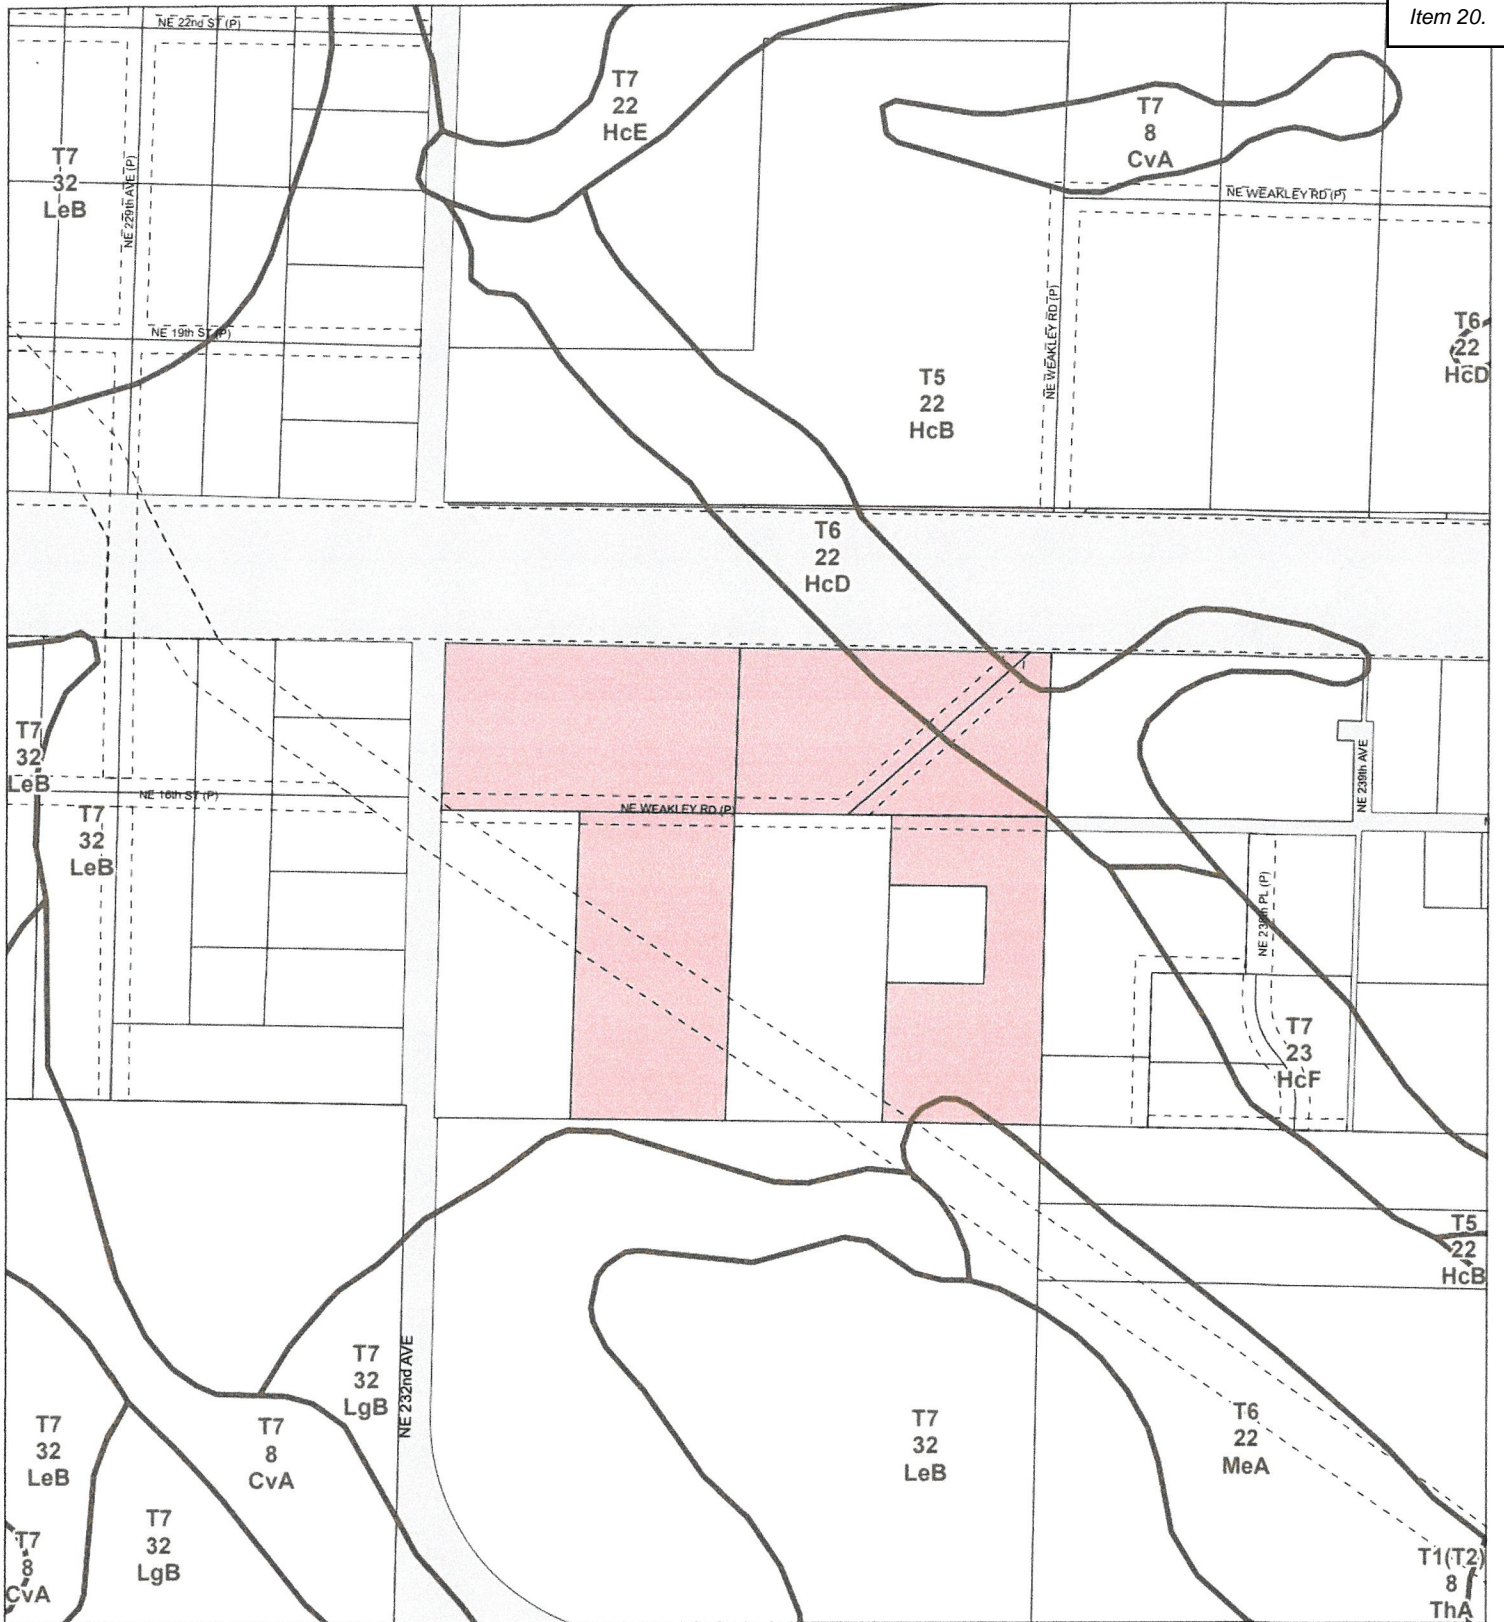 Item 20.
NE 22nd ST (P)
T7
22
HcE
T7
8
CvA
T7
32
LeB
NE 229th AVE (P)
NE WEAKLEY RD (P)
NE 19th ST (P)
NE WEAKLEY RD (P)
T6
22
HcD
T5
22
HcB
T6
22
HcD
T7
32
LeB
NE 16th ST (P)
T7
32
LeB
NE WEAKLEY RD (P)
NE 239th AVE
NE 238th PL (P)
T7
23
HcF
T5
22
HcB
NE 232nd AVE
T7
32
LgB
T7
32
LeB
T7
8
CvA
T7
32
LeB
T6
22
MeA
T7
32
LgB
T7
8
CvA
T1(T2)
8
ThA